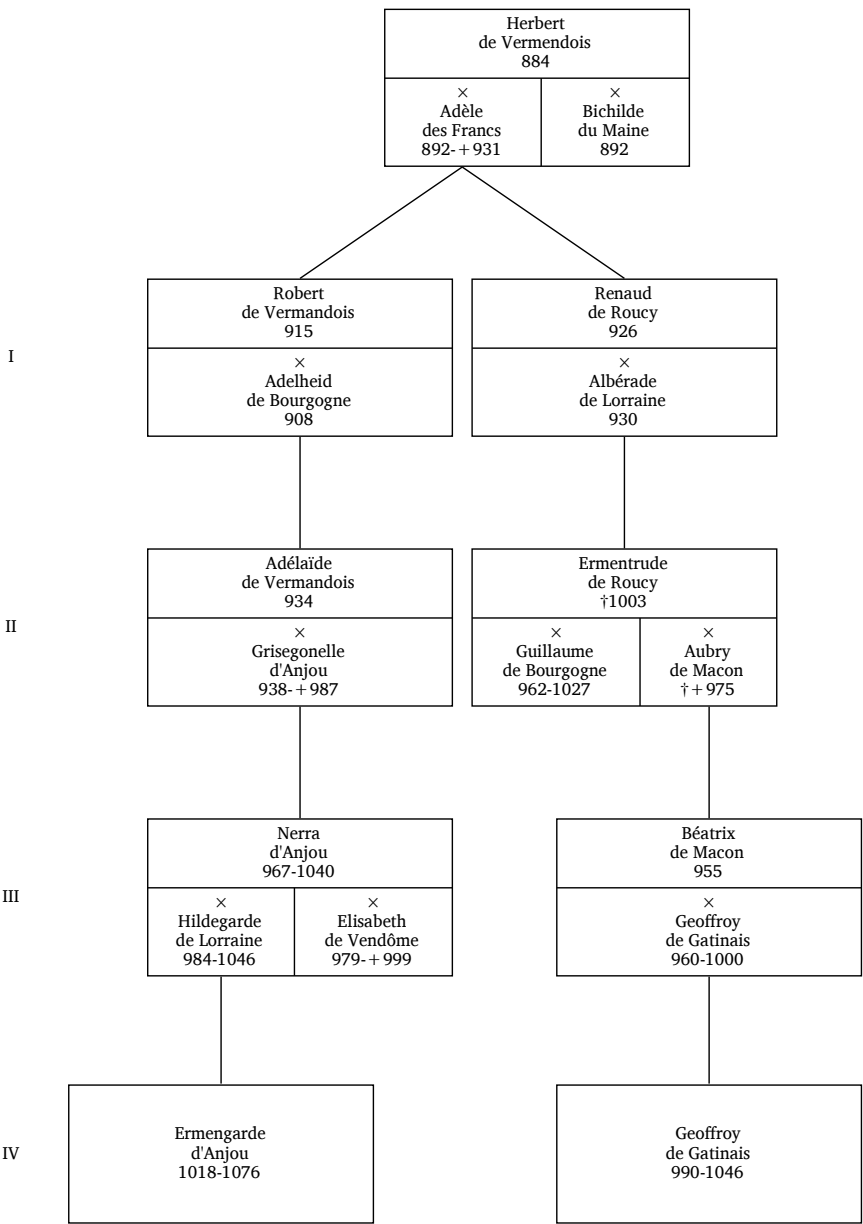 Herbert
de Vermendois
884
×
Adèle
des Francs
892-+931
×
Bichilde
du Maine
892
I
Robert
de Vermandois
915
×
Adelheid
de Bourgogne
908
Renaud
de Roucy
926
×
Albérade
de Lorraine
930
II
Adélaïde
de Vermandois
934
×
Grisegonelle
d'Anjou
938-+987
Ermentrude
de Roucy
†1003
×
Guillaume
de Bourgogne
962-1027
×
Aubry
de Macon
†+975
III
Nerra
d'Anjou
967-1040
×
Hildegarde
de Lorraine
984-1046
×
Elisabeth
de Vendôme
979-+999
Béatrix
de Macon
955
×
Geoffroy
de Gatinais
960-1000
IV
Ermengarde
d'Anjou
1018-1076
Geoffroy
de Gatinais
990-1046